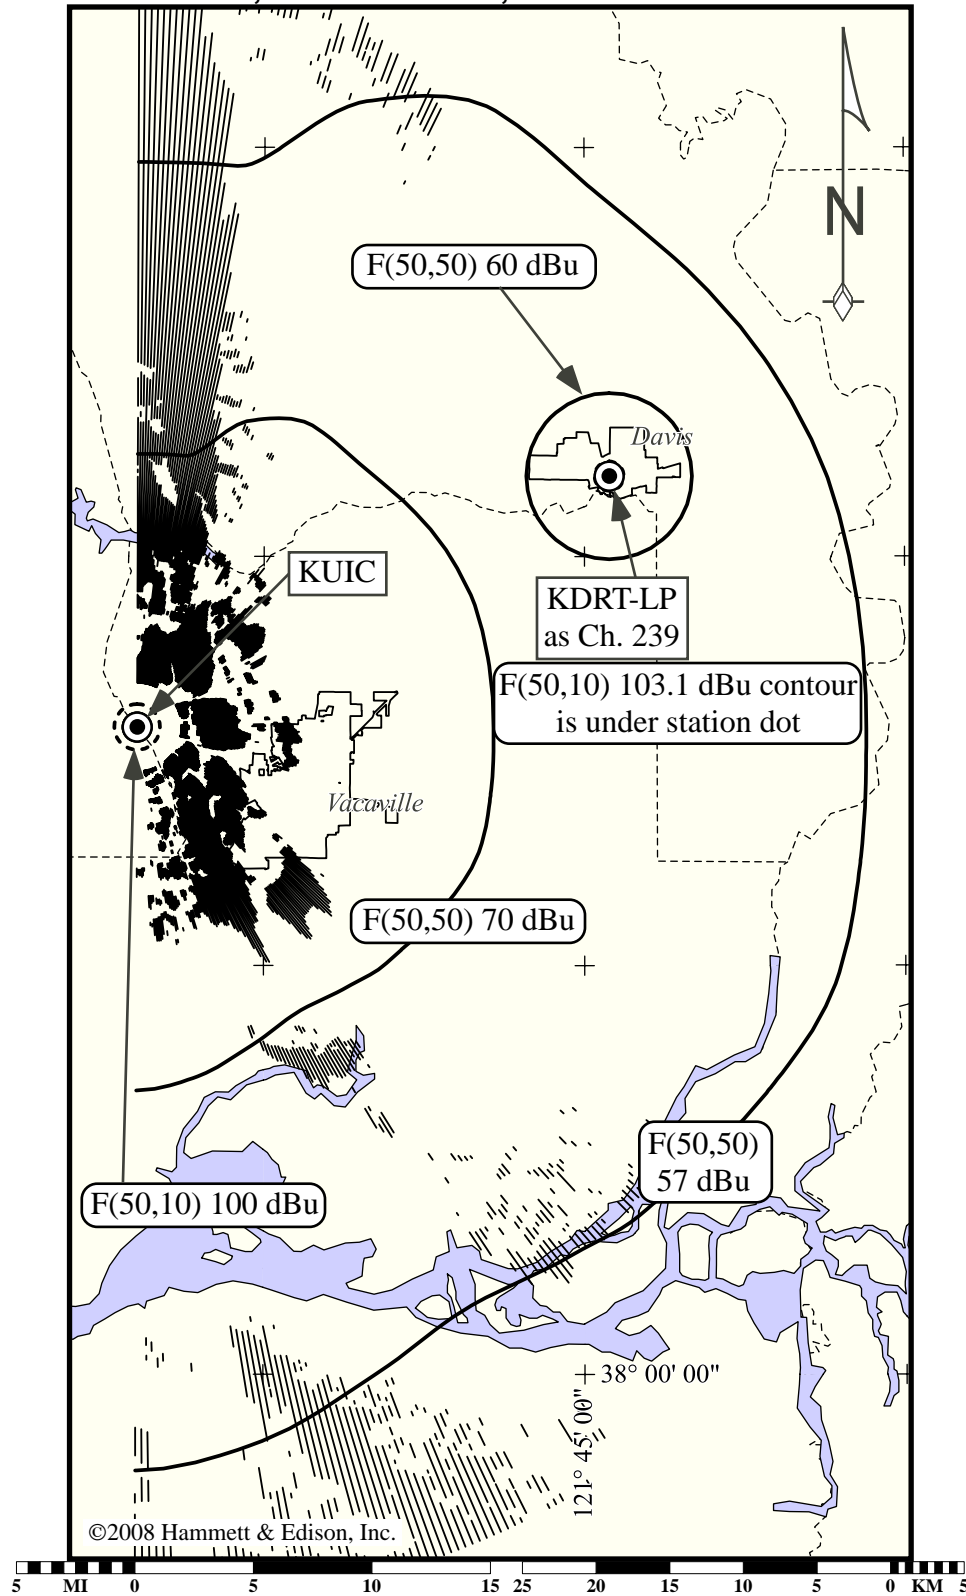 N
F(50,50) 60 dBu
Davis
KUIC
KDRT-LP
as Ch. 239
F(50,10) 103.1 dBu contour
is under station dot
Vacaville
F(50,50) 70 dBu
F(50,50)
57 dBu
F(50,10) 100 dBu
38° 00' 00"
121° 45' 00"
©2008 Hammett & Edison, Inc.
5 MI 0 5 10 15 25 20 15 10 5 0 KM 5